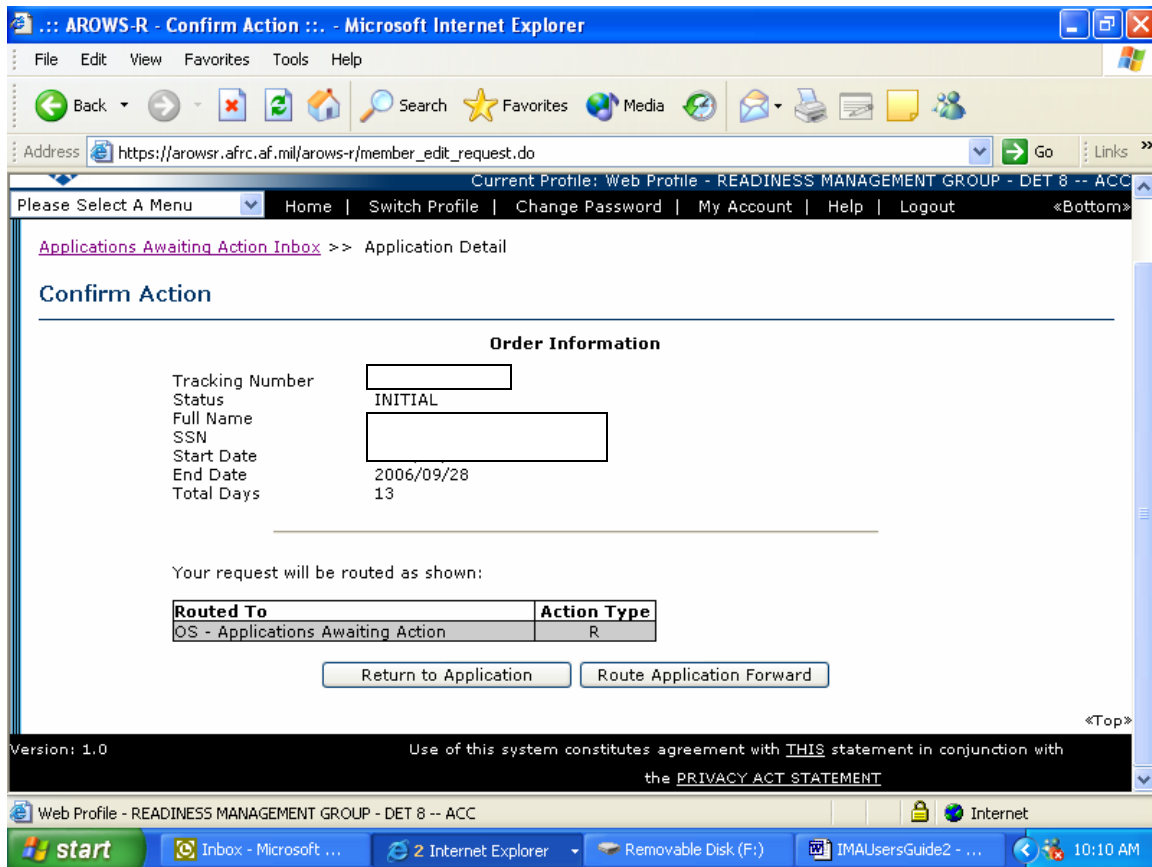 .:: AROWS-R - Confirm Action ::. - Microsoft Internet Explorer
File Edit View Favorites Tools Help
Back Search Favorites Media
Address https://arowsr.afrc.af.mil/arows-r/member_edit_request.do Go Links »
Current Profile: Web Profile - READINESS MANAGEMENT GROUP - DET 8 -- ACC
Please Select A Menu Home | Switch Profile | Change Password | My Account | Help | Logout «Bottom»
Applications Awaiting Action Inbox >> Application Detail
Confirm Action
Order Information
Tracking Number
Status INITIAL
Full Name
SSN
Start Date
End Date 2006/09/28
Total Days 13
Your request will be routed as shown:
Routed To Action Type
OS - Applications Awaiting Action R
Return to Application Route Application Forward
«Top»
Version: 1.0 Use of this system constitutes agreement with THIS statement in conjunction with
the PRIVACY ACT STATEMENT
Web Profile - READINESS MANAGEMENT GROUP - DET 8 -- ACC Internet
start Inbox - Microsoft ... 2 Internet Explorer Removable Disk (F:) IMAUsersGuide2 - ... 10:10 AM